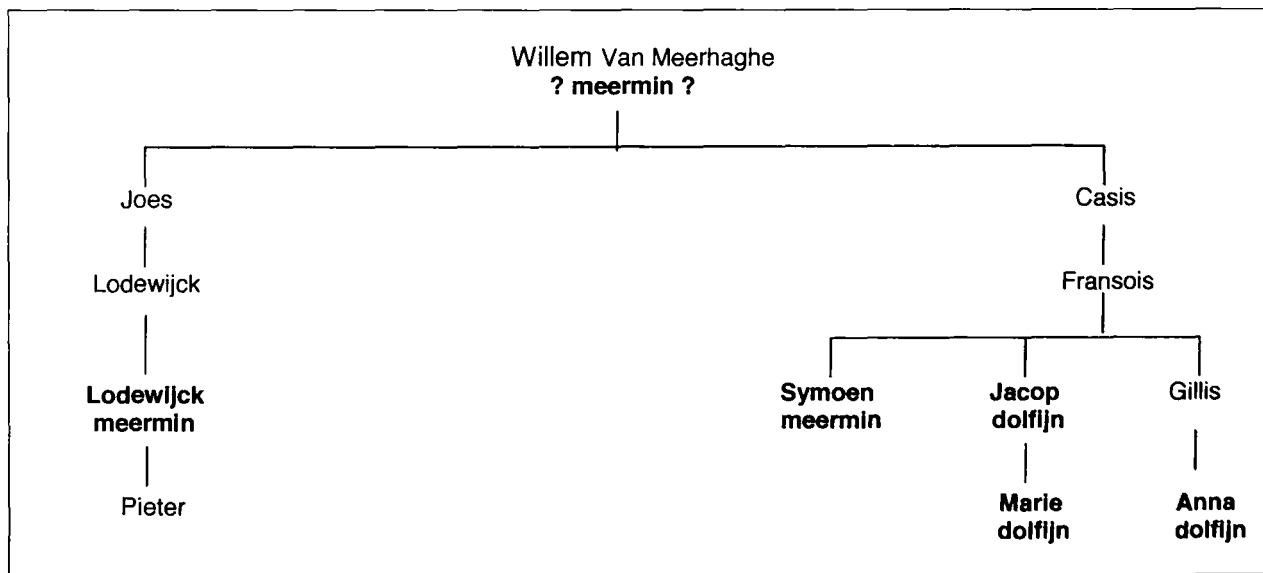 Willem Van Meerhaghe
? meermin ?
Joes
Casis
Lodewijck
Fransois
Lodewijck
meermin
Symoen
meermin
Jacop
dolfijn
Gillis
Pieter
Marie
dolfijn
Anna
dolfijn